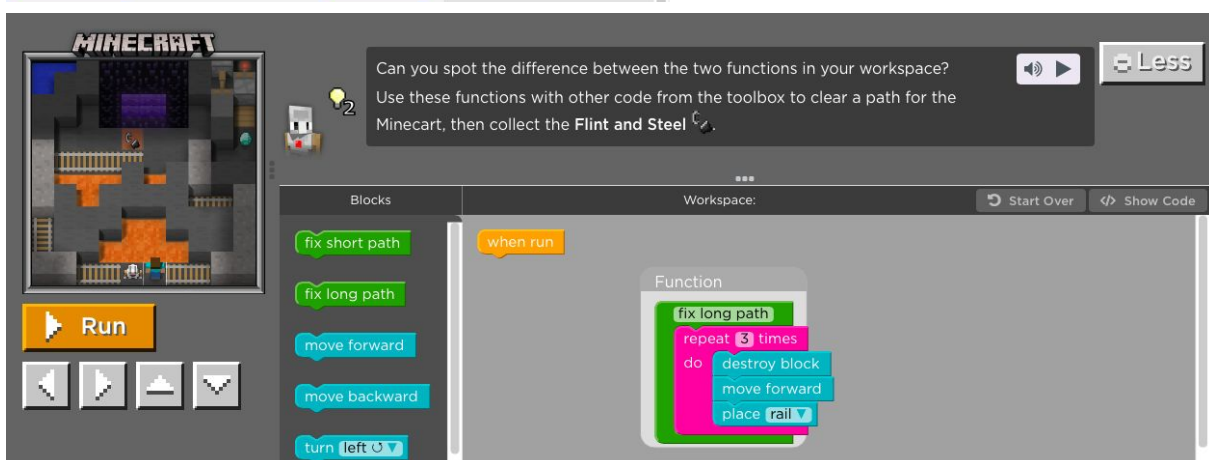 MINECRAFT
Can you spot the difference between the two functions in your workspace?
Use these functions with other code from the toolbox to clear a path for the
Minecart, then collect the Flint and Steel .
2
Less
Blocks
Workspace:
Start Over
</> Show Code
fix short path
fix long path
move forward
move backward
turn left
when run
Function
fix long path
repeat 3 times
do destroy block
move forward
place rail
Run